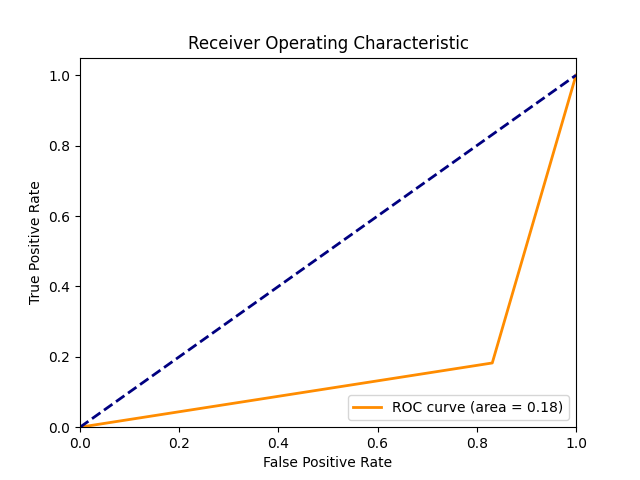 Receiver Operating Characteristic
True Positive Rate
1.0
0.8
0.6
0.4
0.2
0.0
ROC curve (area = 0.18)
0.0 0.2 0.4 0.6 0.8 1.0
False Positive Rate